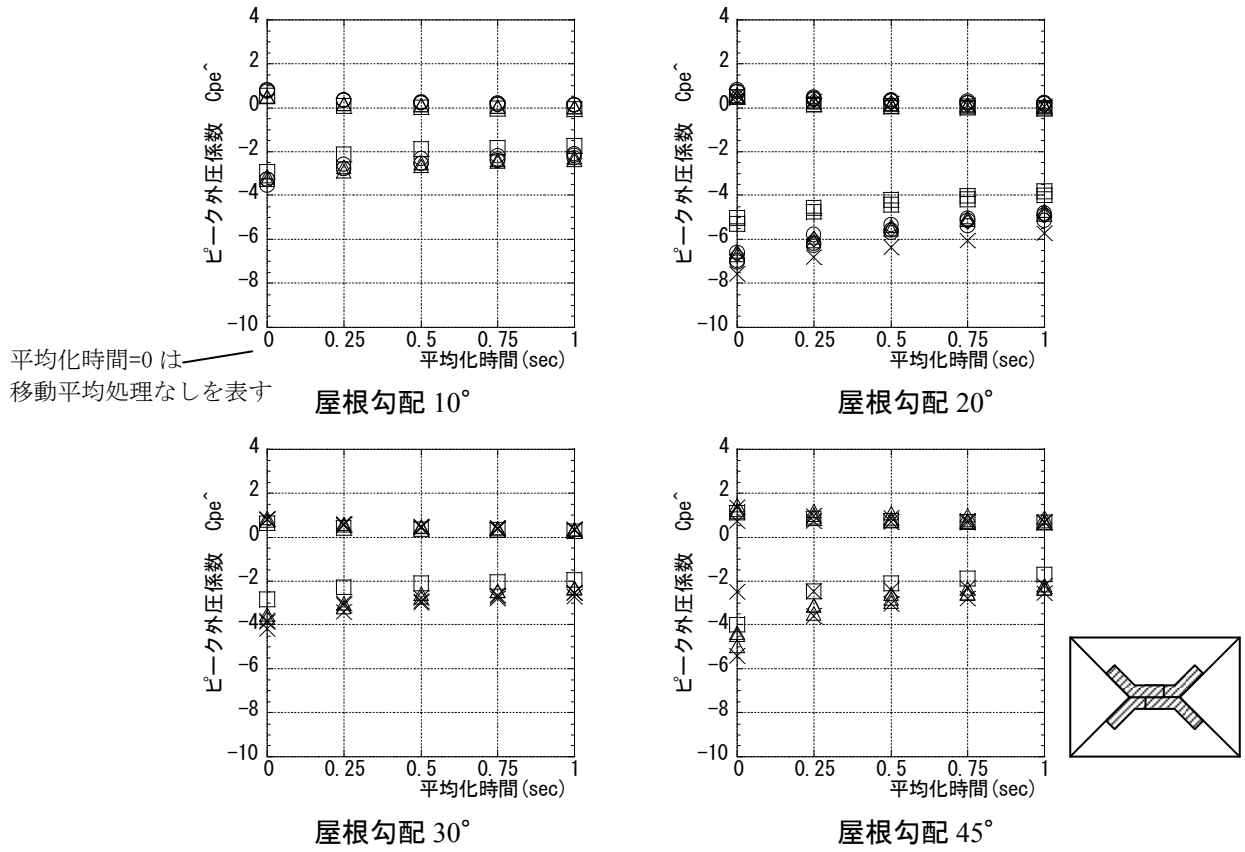 4
2
0
-2
-4
-6
-8
-10
ピーク外圧係数 Cpe^
0 0.25 0.5 0.75 1
平均化時間(sec)
屋根勾配 10°
4
2
0
-2
-4
-6
-8
-10
ピーク外圧係数 Cpe^
0 0.25 0.5 0.75 1
平均化時間(sec)
屋根勾配 20°
平均化時間=0 は
移動平均処理なしを表す
4
2
0
-2
-4
-6
-8
-10
ピーク外圧係数 Cpe^
0 0.25 0.5 0.75 1
平均化時間(sec)
屋根勾配 30°
4
2
0
-2
-4
-6
-8
-10
ピーク外圧係数 Cpe^
0 0.25 0.5 0.75 1
平均化時間(sec)
屋根勾配 45°